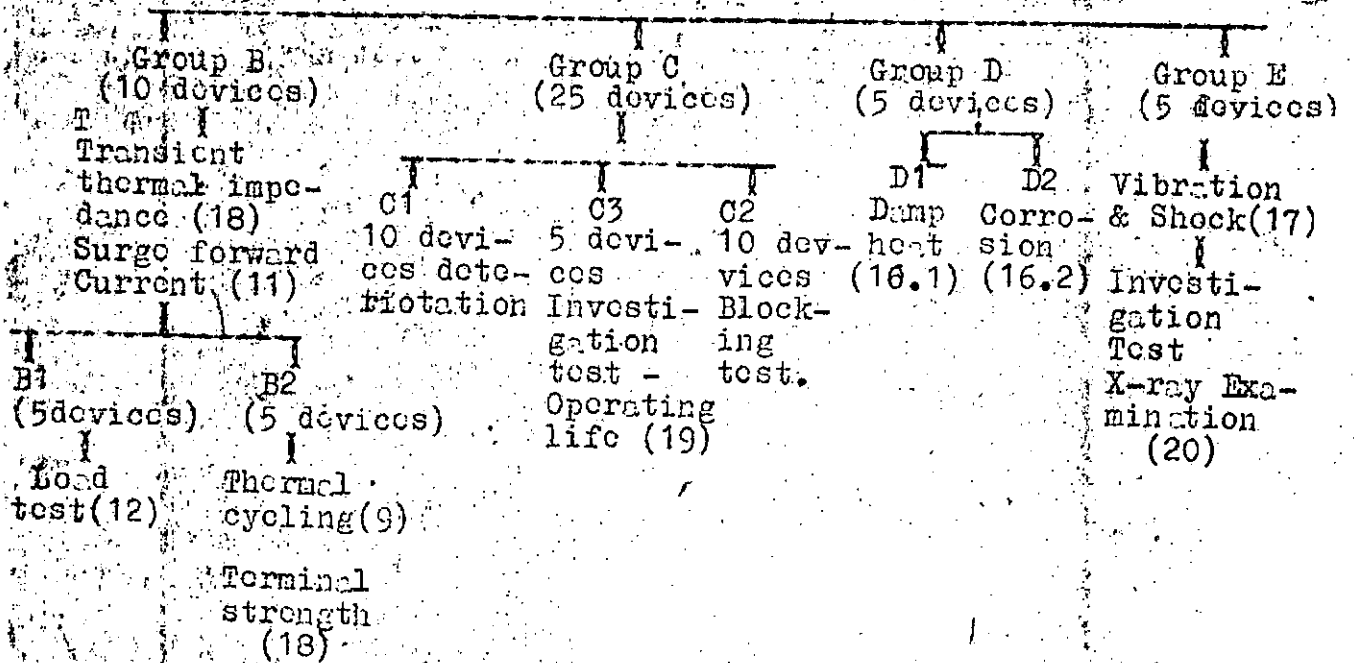 Group B
(10 devices)
T
Transient
thermal impe-
dance (18)
Surge forward
Current (11)
B1
(5devices)
Load
test(12)
B2
(5 devices)
Thermal
cycling(9)
Terminal
strength
(18)
Group C
(25 devices)
C1
10 devi-
ces dete-
riotation
C3
5 devi-
ces
Investi-
gation
test -
Operating
life (19)
C2
10 dev-
vices
Block-
ing
test.
Group D
(5 devices)
D1
Damp
heat
(16.1)
D2
Corro-
sion
(16.2)
Group E
(5 devices)
Vibration
& Shock(17)
Investi-
gation
Test
X-ray Exa-
mination
(20)